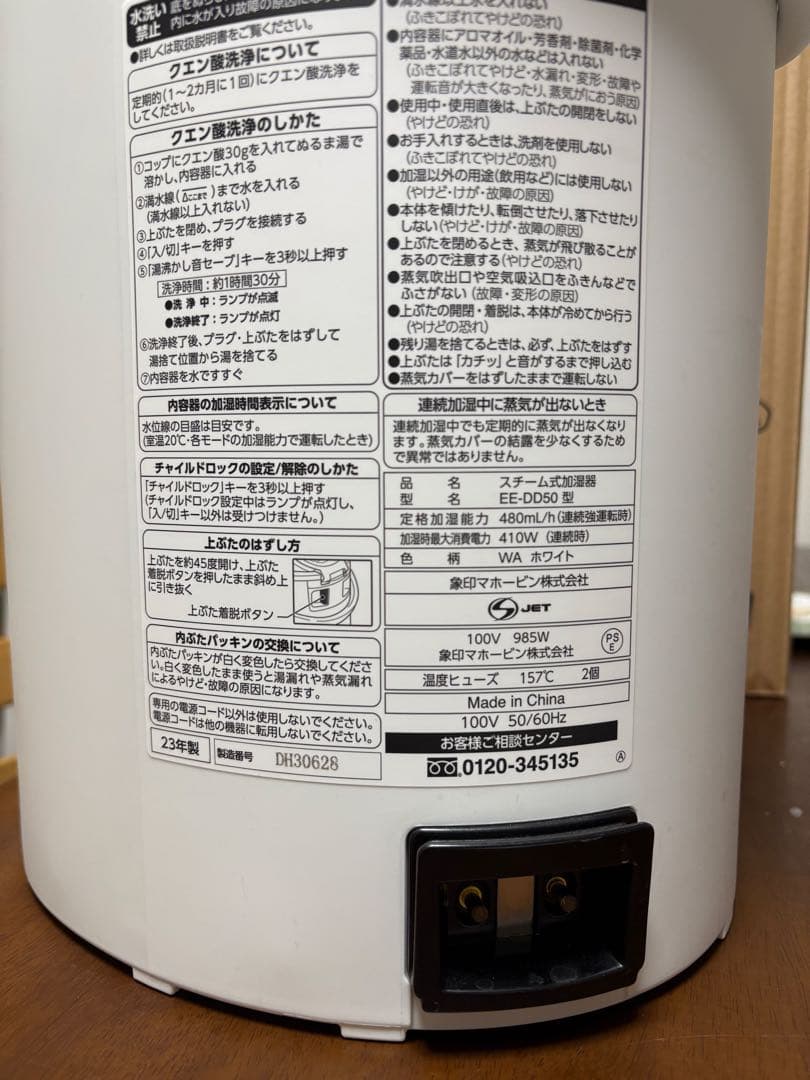 水洗い
禁止
内に水が入り故障の原因に
●詳しくは取扱説明書をご覧ください。
クエン酸洗浄について
定期的(1～2カ月に1回)にクエン酸洗浄を
してください。
クエン酸洗浄のしかた
①コップにクエン酸30gを入れてぬるま湯で
溶かし、内容器に入れる
②満水線(△ここまで)まで水を入れる
(満水線以上入れない)
③上ぶたを閉め、プラグを接続する
④「入/切」キーを押す
⑤「湯沸かし音セーブ」キーを3秒以上押す
洗浄時間:約1時間30分
●洗 浄 中:ランプが点滅
●洗浄終了:ランプが点灯
⑥洗浄終了後、プラグ・上ぶたをはずして
湯捨て位置から湯を捨てる
⑦内容器を水ですすぐ
内容器の加湿時間表示について
水位線の目盛は目安です。
(室温20℃・各モードの加湿能力で運転したとき)
チャイルドロックの設定/解除のしかた
「チャイルドロック」キーを3秒以上押す
(チャイルドロック設定中はランプが点灯し、
「入/切」キー以外は受けつけません。)
上ぶたのはずし方
上ぶたを約45度開け、上ぶた
着脱ボタンを押したまま斜め上
に引き抜く
上ぶた着脱ボタン
内ぶたパッキンの交換について
内ぶたパッキンが白く変色したら交換してくださ
い。白く変色したまま使うと湯漏れや蒸気漏れ
によるやけど・故障の原因になります。
専用の電源コード以外は使用しないでください。
電源コードは他の機器に転用しないでください。
23年製
製造番号 DH30628
●満水線以上水を入れない
(ふきこぼれてやけどの恐れ)
●内容器にアロマオイル・芳香剤・除菌剤・化学
薬品・水道水以外の水などは入れない
(ふきこぼれてやけど・水漏れ・変形・故障や
運転音が大きくなったり、蒸気がにおう原因)
●使用中・使用直後は、上ぶたの開閉をしない
(やけどの恐れ)
●お手入れするときは、洗剤を使用しない
(ふきこぼれてやけどの恐れ)
●加湿以外の用途(飲用など)には使用しない
(やけど・けが・故障の原因)
●本体を傾けたり、転倒させたり、落下させたり
しない(やけど・けが・故障の原因)
●上ぶたを閉めるとき、蒸気が飛び散ることが
あるので注意する(やけどの恐れ)
●蒸気吹出口や空気吸込口をふきんなどで
ふさがない(故障・変形の原因)
●上ぶたの開閉・着脱は、本体が冷めてから行う
(やけどの恐れ)
●残り湯を捨てるときは、必ず、上ぶたをはずす
●上ぶたは「カチッ」と音がするまで押し込む
●蒸気カバーをはずしたままで運転しない
連続加湿中に蒸気が出ないとき
連続加湿中でも定期的に蒸気が出なくなり
ます。蒸気カバーの結露を少なくするため
で異常ではありません。
品 名 スチーム式加湿器
型 名 EE-DD50 型
定格加湿能力 480mL/h(連続強運転時)
加湿時最大消費電力 410W (連続時)
色 柄 WA ホワイト
象印マホービン株式会社
S JET
100V 985W
象印マホービン株式会社
PS
E
温度ヒューズ 157℃ 2個
Made in China
100V 50/60Hz
お客様ご相談センター
0120-345135
Ⓐ